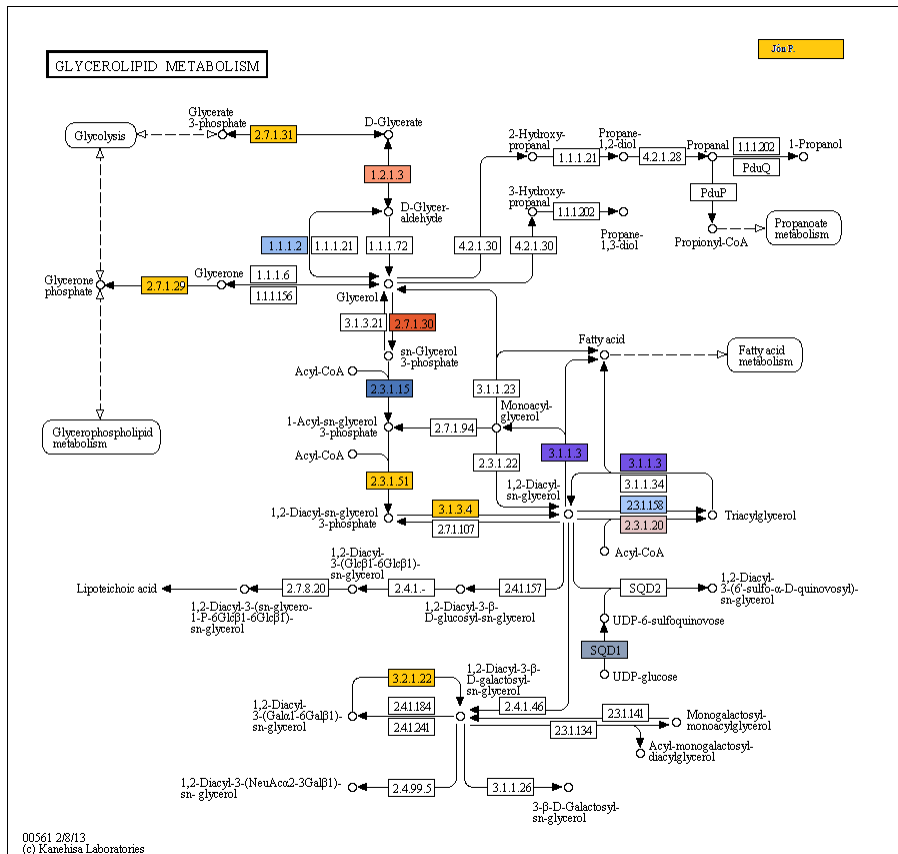 Jón P.
GLYCEROLIPID METABOLISM
Glycolysis
Glycerate
3-phosphate
2.7.1.31
D-Glycerate
1.2.1.3
D-Glycer-
aldehyde
1.1.1.2
1.1.1.21
1.1.1.72
2-Hydroxy-
propanal
1.1.1.21
Propane-
1,2-diol
4.2.1.28
Propanal
1.1.1.202
PduQ
1-Propanol
PduP
Propionyl-CoA
Propanoate
metabolism
3-Hydroxy-
propanal
1.1.1.202
Propane-
1,3-diol
4.2.1.30
4.2.1.30
Glycerone
phosphate
2.7.1.29
Glycerone
1.1.1.6
1.1.1.156
Glycerol
3.1.3.21
2.7.1.30
sn-Glycerol
3-phosphate
Acyl-CoA
2.3.1.15
1-Acyl-sn-glycerol
3-phosphate
2.7.1.94
Monoacyl-
glycerol
3.1.1.23
Fatty acid
Fatty acid
metabolism
Glycerophospholipid
metabolism
Acyl-CoA
2.3.1.51
2.3.1.22
3.1.1.3
3.1.1.3
3.1.1.34
2.3.1.158
2.3.1.20
Triacylglycerol
Acyl-CoA
1,2-Diacyl-sn-glycerol
3-phosphate
3.1.3.4
2.7.1.107
1,2-Diacyl-
sn-glycerol
Lipoteichoic acid
2.7.8.20
1,2-Diacyl-
3-(Glcβ1-6Glcβ1)-
sn-glycerol
2.4.1.-
2.4.1.157
1,2-Diacyl-3-(sn-glycero-
1-P-6Glcβ1-6Glcβ1)-
sn-glycerol
1,2-Diacyl-3-β-
D-glucosyl-sn-glycerol
SQD2
1,2-Diacyl-
3-(6'-sulfo-α-D-quinovosyl)-
sn-glycerol
UDP-6-sulfoquinovose
SQD1
UDP-glucose
3.2.1.22
1,2-Diacyl-3-β-
D-galactosyl-
sn-glycerol
1,2-Diacyl-
3-(Galα1-6Galβ1)-
sn-glycerol
2.4.1.184
2.4.1.241
2.4.1.46
2.3.1.141
2.3.1.134
Monogalactosyl-
monoacylglycerol
Acyl-monogalactosyl-
diacylglycerol
1,2-Diacyl-3-(NeuAcα2-3Galβ1)-
sn- glycerol
2.4.99.5
3.1.1.26
3-β-D-Galactosyl-
sn-glycerol
00561 2/8/13
(c) Kanehisa Laboratories